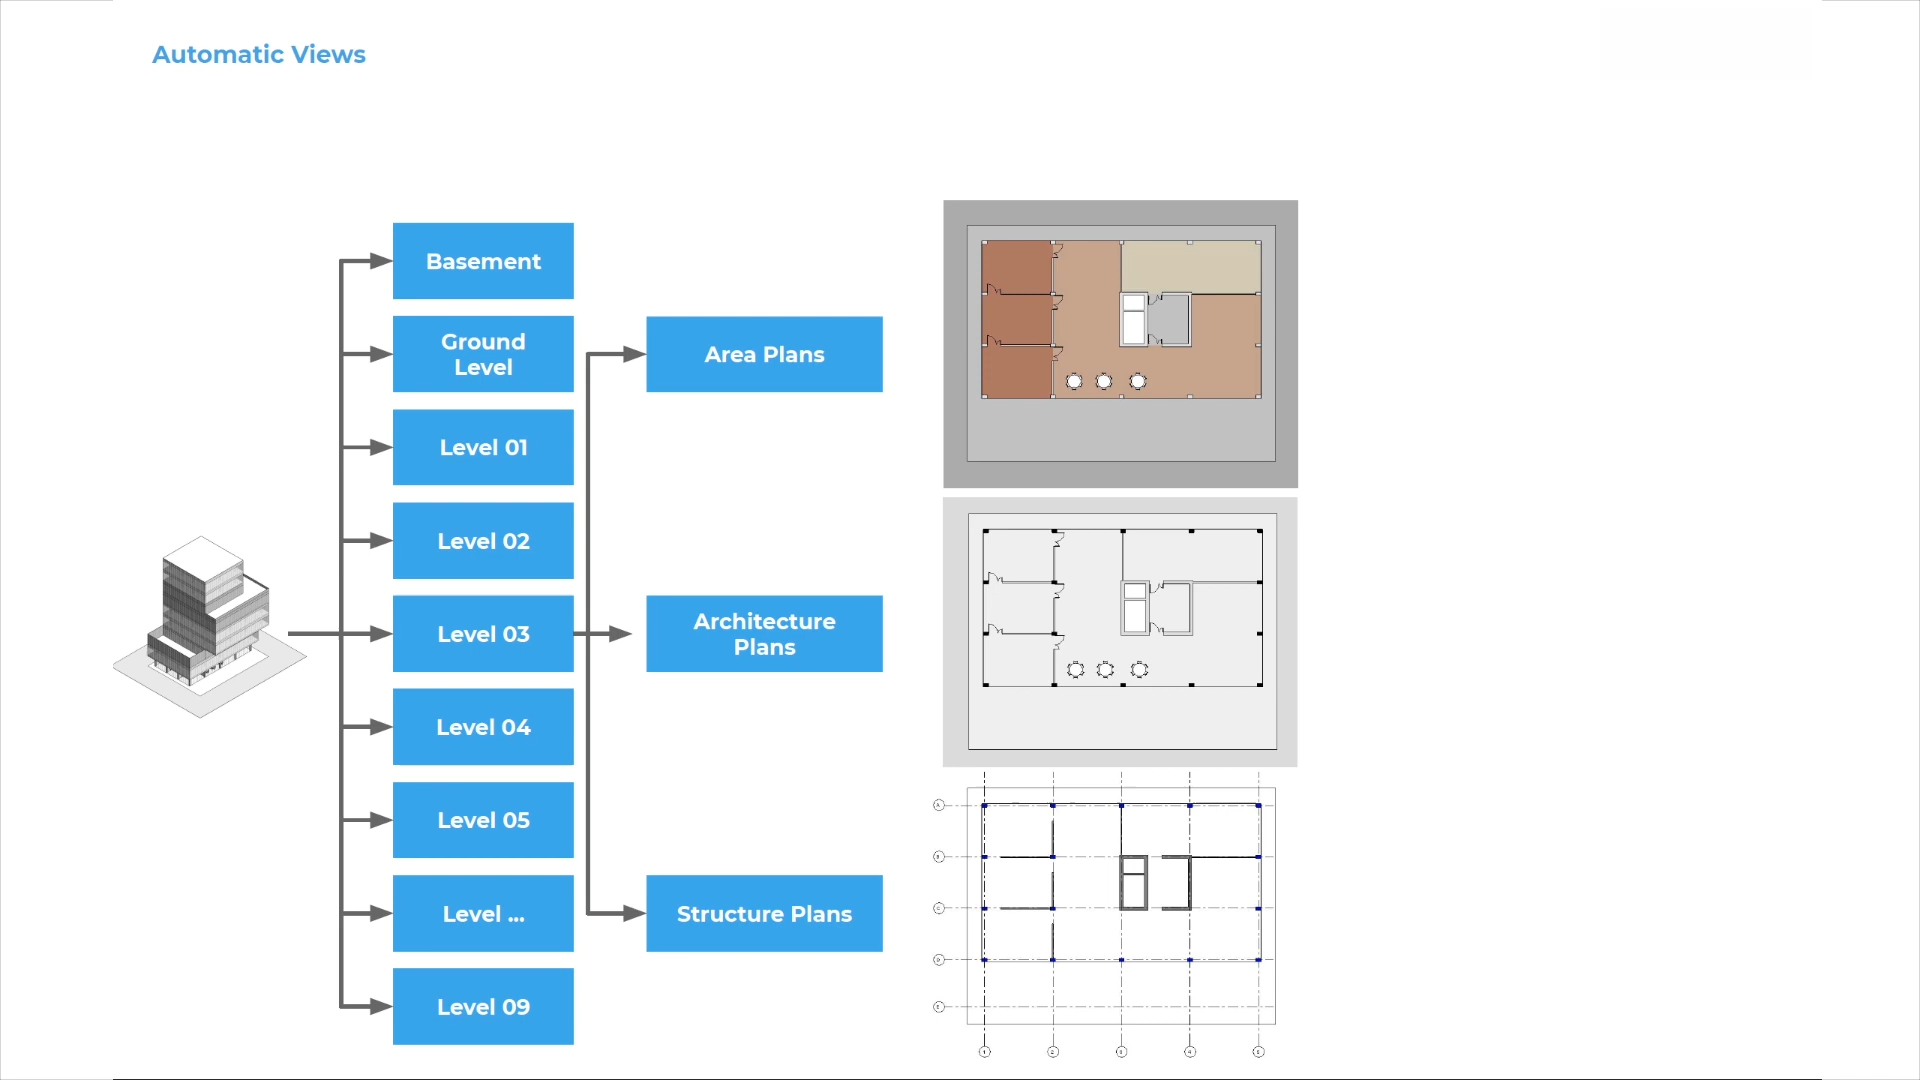 Automatic Views
Basement
Ground
Level
Level 01
Level 02
Level 03
Level 04
Level 05
Level ...
Level 09
Area Plans
Architecture
Plans
Structure Plans